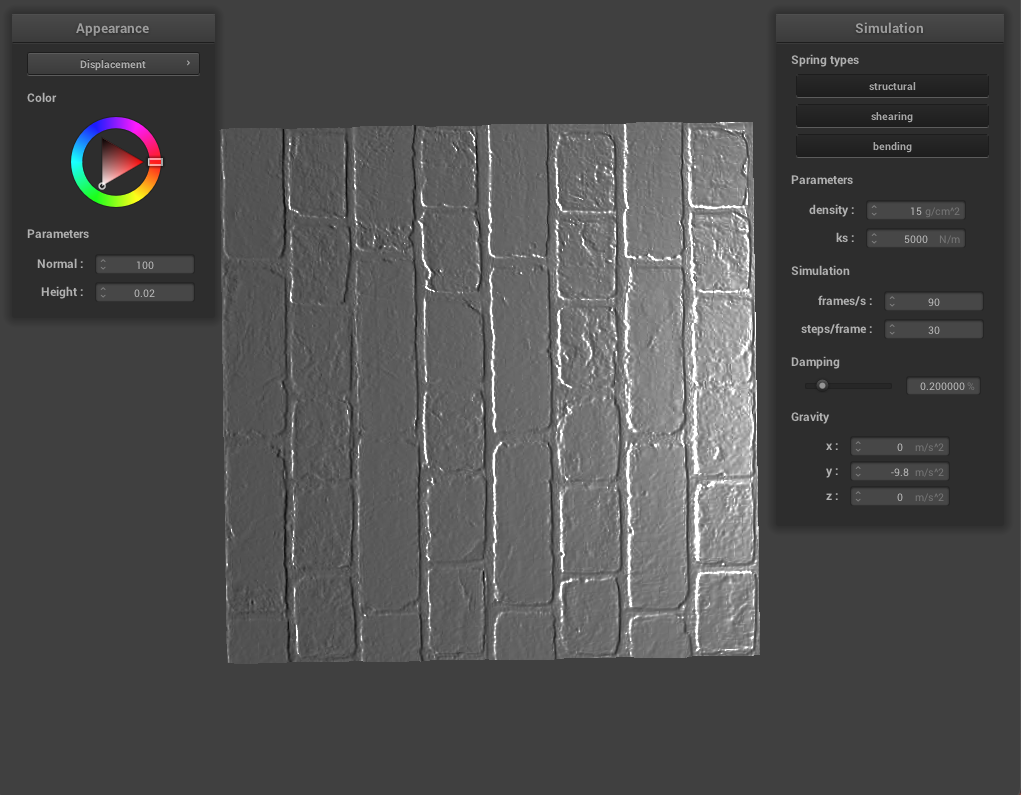 Appearance
Displacement ›
Color
Parameters
Normal : 100
Height : 0.02
Simulation
Spring types
structural
shearing
bending
Parameters
density : 15 g/cm^2
ks : 5000 N/m
Simulation
frames/s : 90
steps/frame : 30
Damping
0.200000 %
Gravity
x : 0 m/s^2
y : -9.8 m/s^2
z : 0 m/s^2